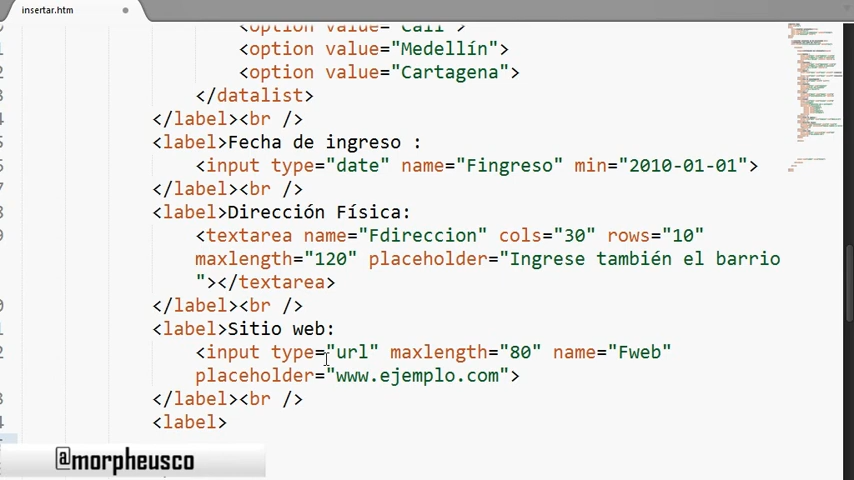 insertar.htm
<option value="Cali">
<option value="Medellín">
<option value="Cartagena">
</datalist>
</label><br />
<label>Fecha de ingreso :
<input type="date" name="Fingreso" min="2010-01-01">
</label><br />
<label>Dirección Física:
<textarea name="Fdireccion" cols="30" rows="10"
maxlength="120" placeholder="Ingrese también el barrio
"></textarea>
</label><br />
<label>Sitio web:
<input type="url" maxlength="80" name="Fweb"
placeholder="www.ejemplo.com">
</label><br />
<label>
@morpheusco